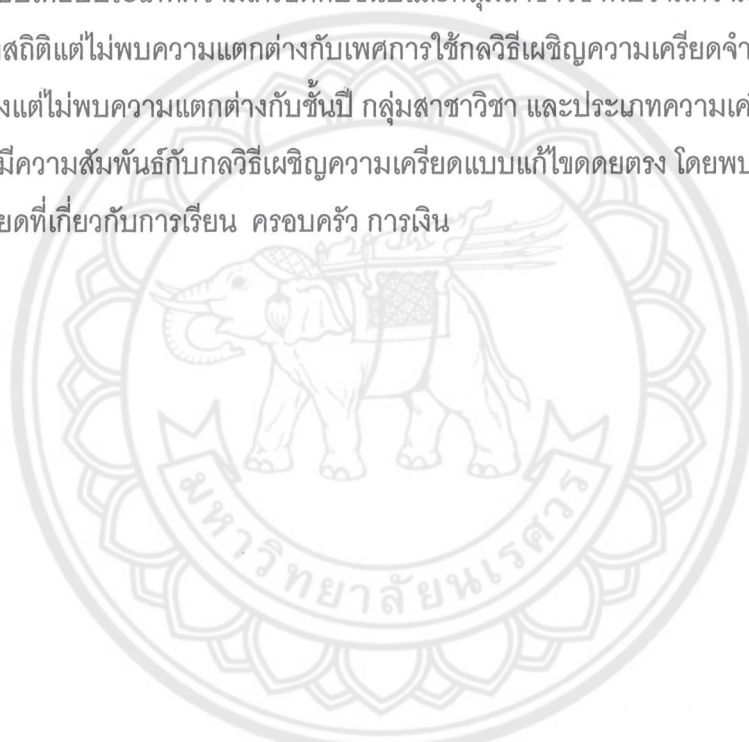 สถิติแต่ไม่พบความแตกต่างกับเพศการใช้กลวิธีเผชิญความเครียดจำ
แต่ไม่พบความแตกต่างกับชั้นปี กลุ่มสาขาวิชา และประเภทความ
มีความสัมพันธ์กับกลวิธีเผชิญความเครียดแบบแก้ไขดดยตรง โดยพบ
ยดที่เกี่ยวกับการเรียน ครอบครัว การเงิน
มหาวิทยาลัยนเรศวร